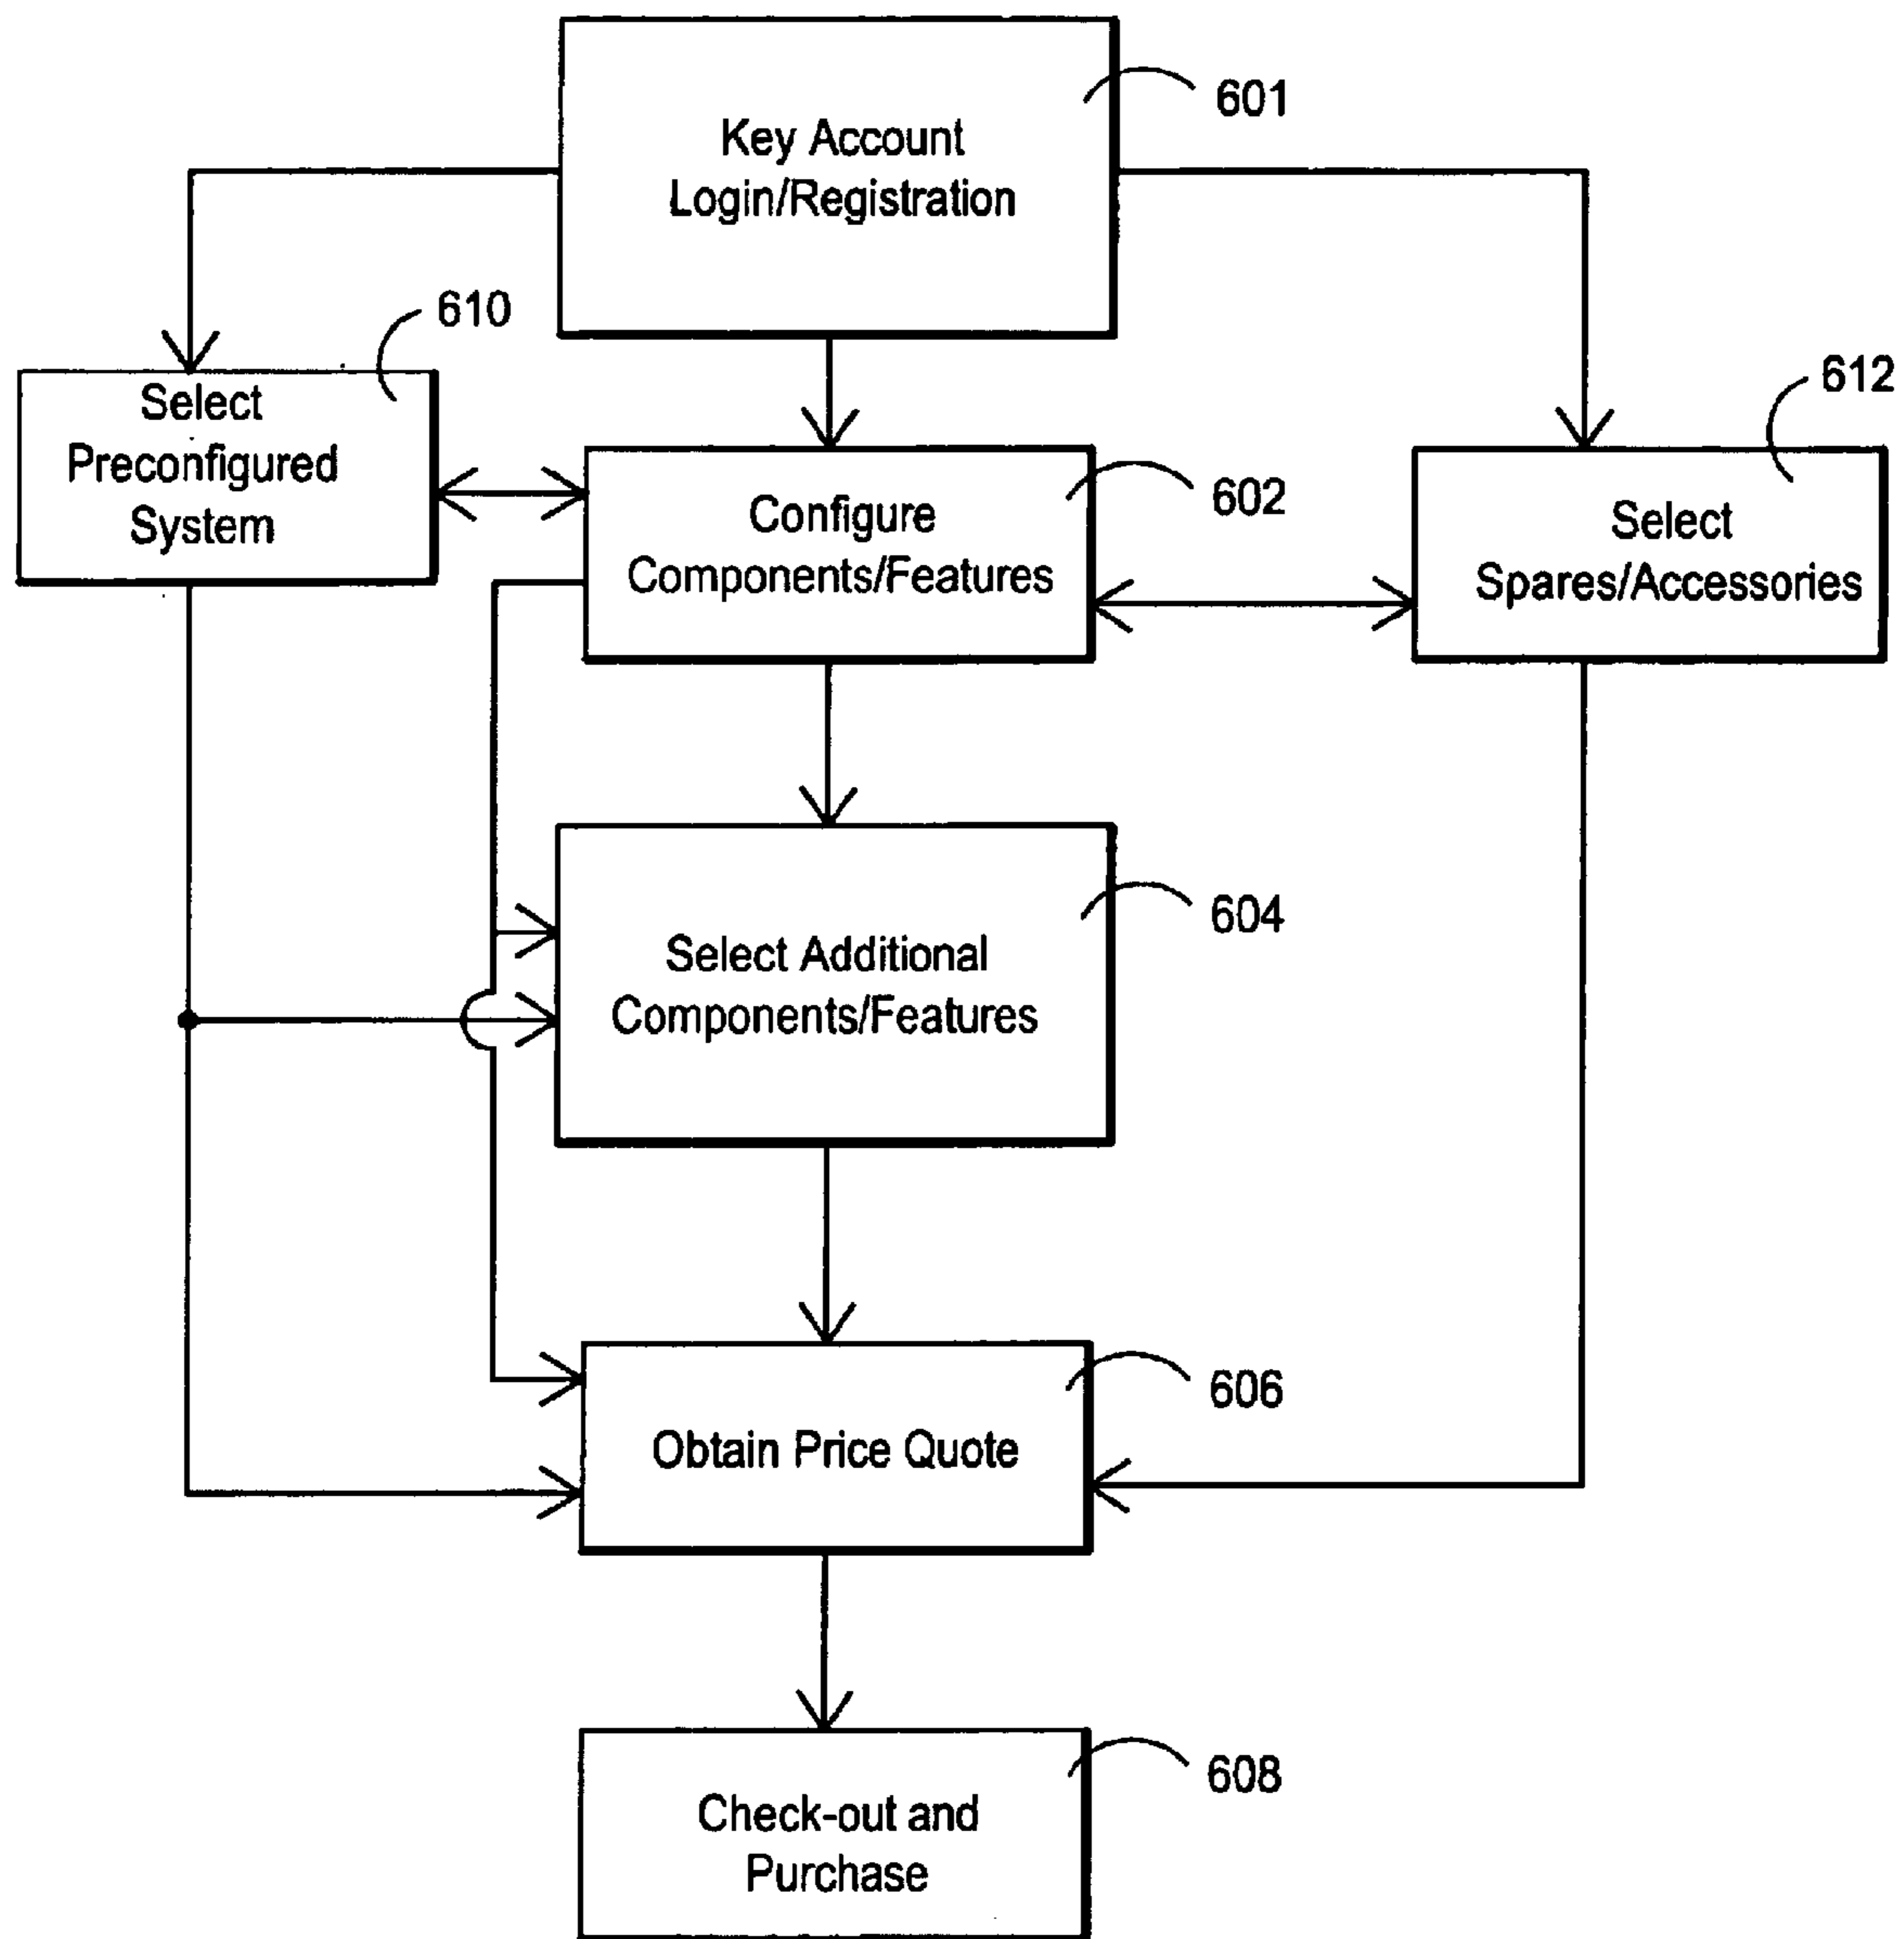 601
Key Account
Login/Registration
610
Select
Preconfigured
System
612
602
Configure
Components/Features
Select
Spares/Accessories
604
Select Additional
Components/Features
606
Obtain Price Quote
608
Check-out and
Purchase